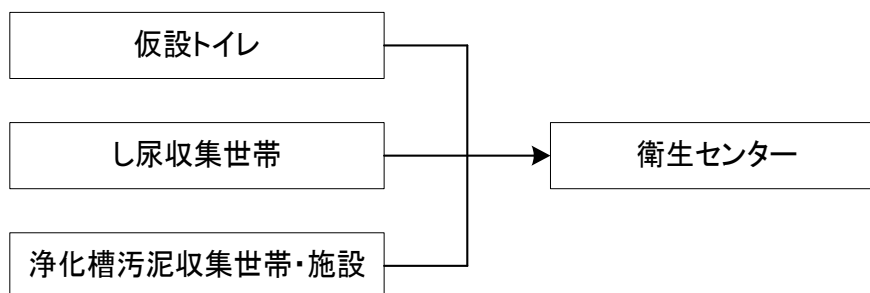 仮設トイレ
し尿収集世帯
衛生センター
浄化槽汚泥収集世帯・施設